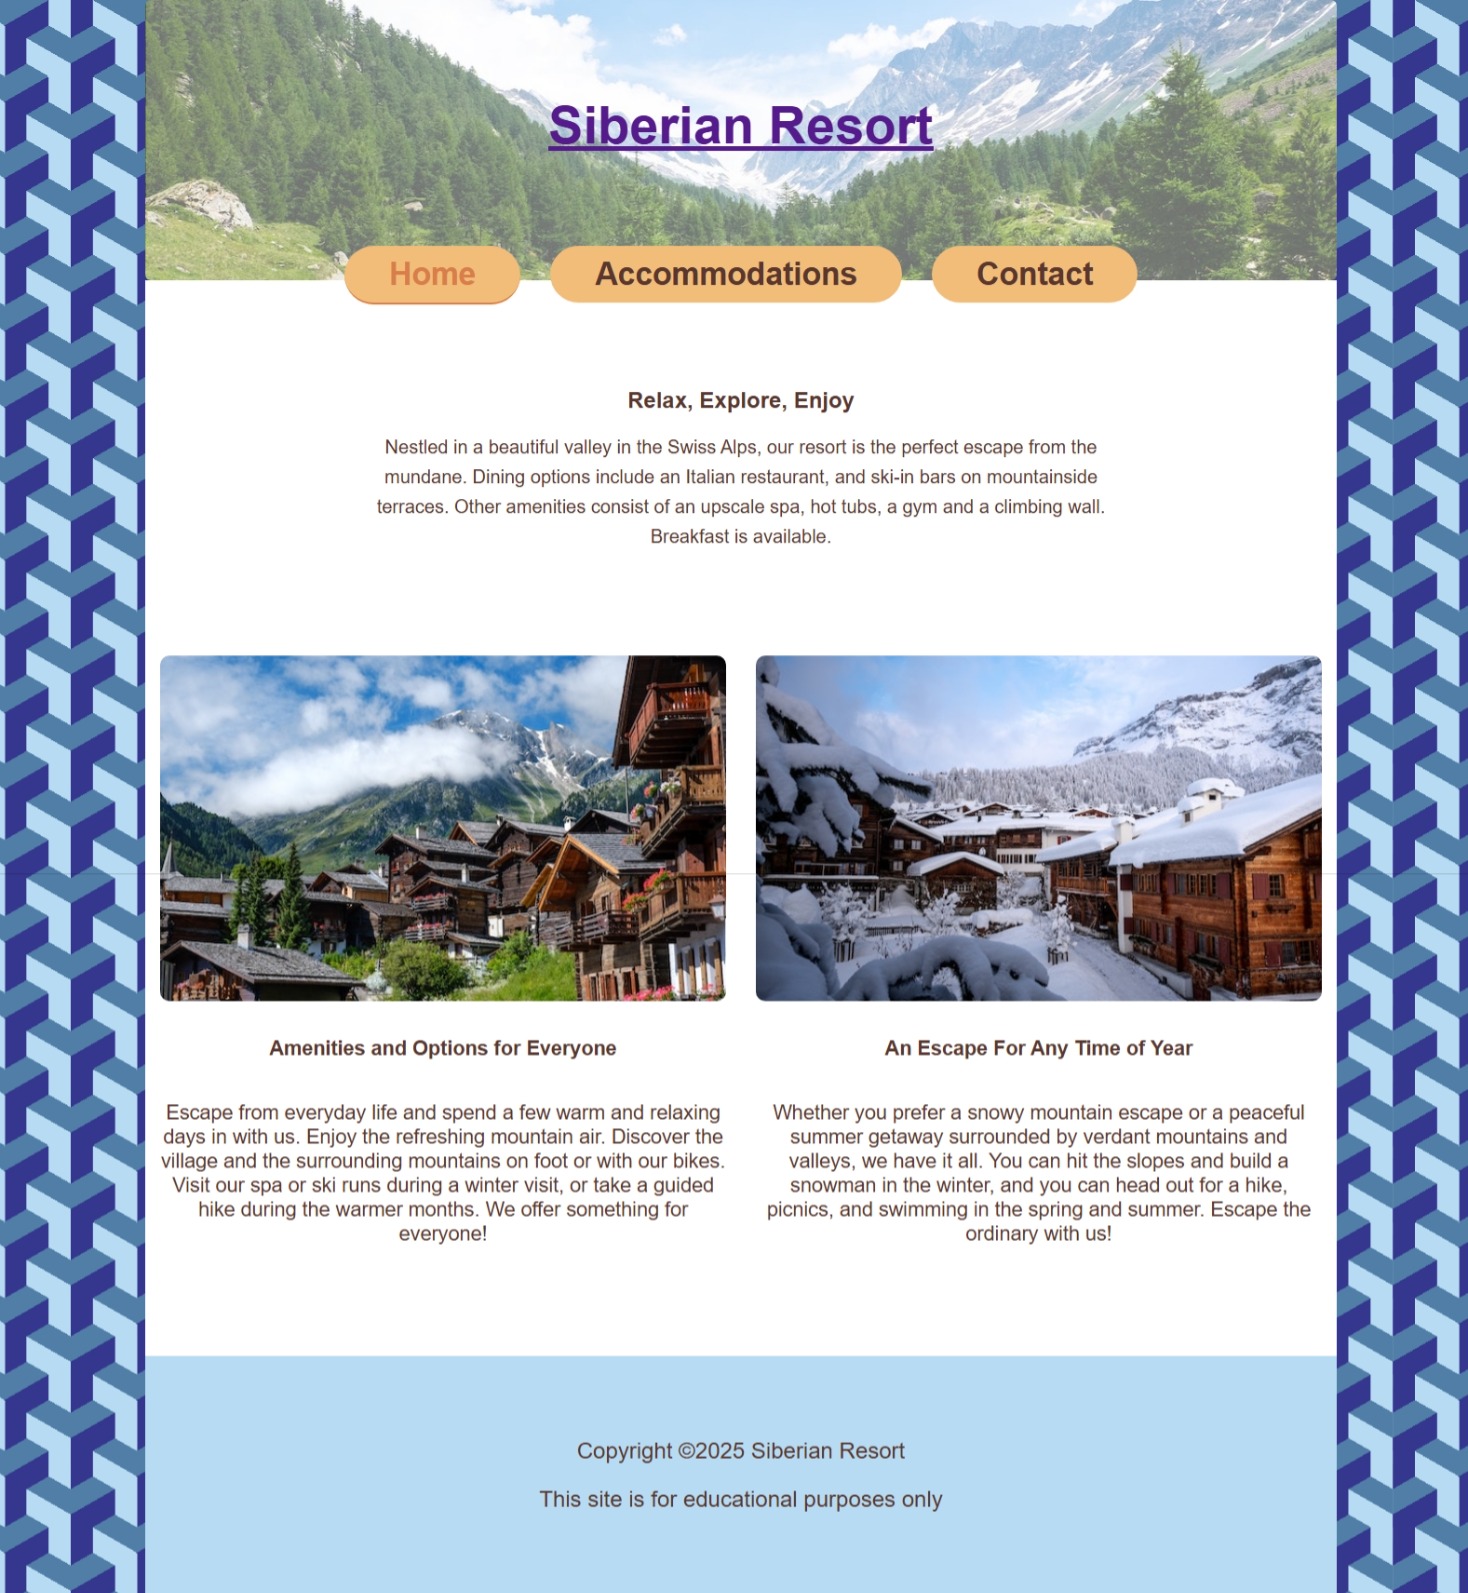 Siberian Resort
Home
Accommodations
Contact
Relax, Explore, Enjoy
Nestled in a beautiful valley in the Swiss Alps, our resort is the perfect escape from the
mundane. Dining options include an Italian restaurant, and ski-in bars on mountainside
terraces. Other amenities consist of an upscale spa, hot tubs, a gym and a climbing wall.
Breakfast is available.
Amenities and Options for Everyone
Escape from everyday life and spend a few warm and relaxing
days in with us. Enjoy the refreshing mountain air. Discover the
village and the surrounding mountains on foot or with our bikes.
Visit our spa or ski runs during a winter visit, or take a guided
hike during the warmer months. We offer something for
everyone!
An Escape For Any Time of Year
Whether you prefer a snowy mountain escape or a peaceful
summer getaway surrounded by verdant mountains and
valleys, we have it all. You can hit the slopes and build a
snowman in the winter, and you can head out for a hike,
picnics, and swimming in the spring and summer. Escape the
ordinary with us!
Copyright ©2025 Siberian Resort
This site is for educational purposes only